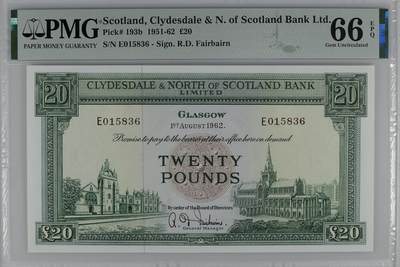 PMG
PAPER MONEY GUARANTY
Scotland, Clydesdale & N. of Scotland Bank Ltd.
Pick# 193b 1951-62 £20
S/N E015836 - Sign. R.D. Fairbairn
66 EPQ
Gem Uncirculated
CLYDESDALE & NORTH OF SCOTLAND BANK
LIMITED
20
20
GLASGOW
E015836
E015836
1ST AUGUST 1962.
Promise to pay to the bearer at their office here on demand
TWENTY
POUNDS
By order of the Board of Directors
General Manager
£20
£20